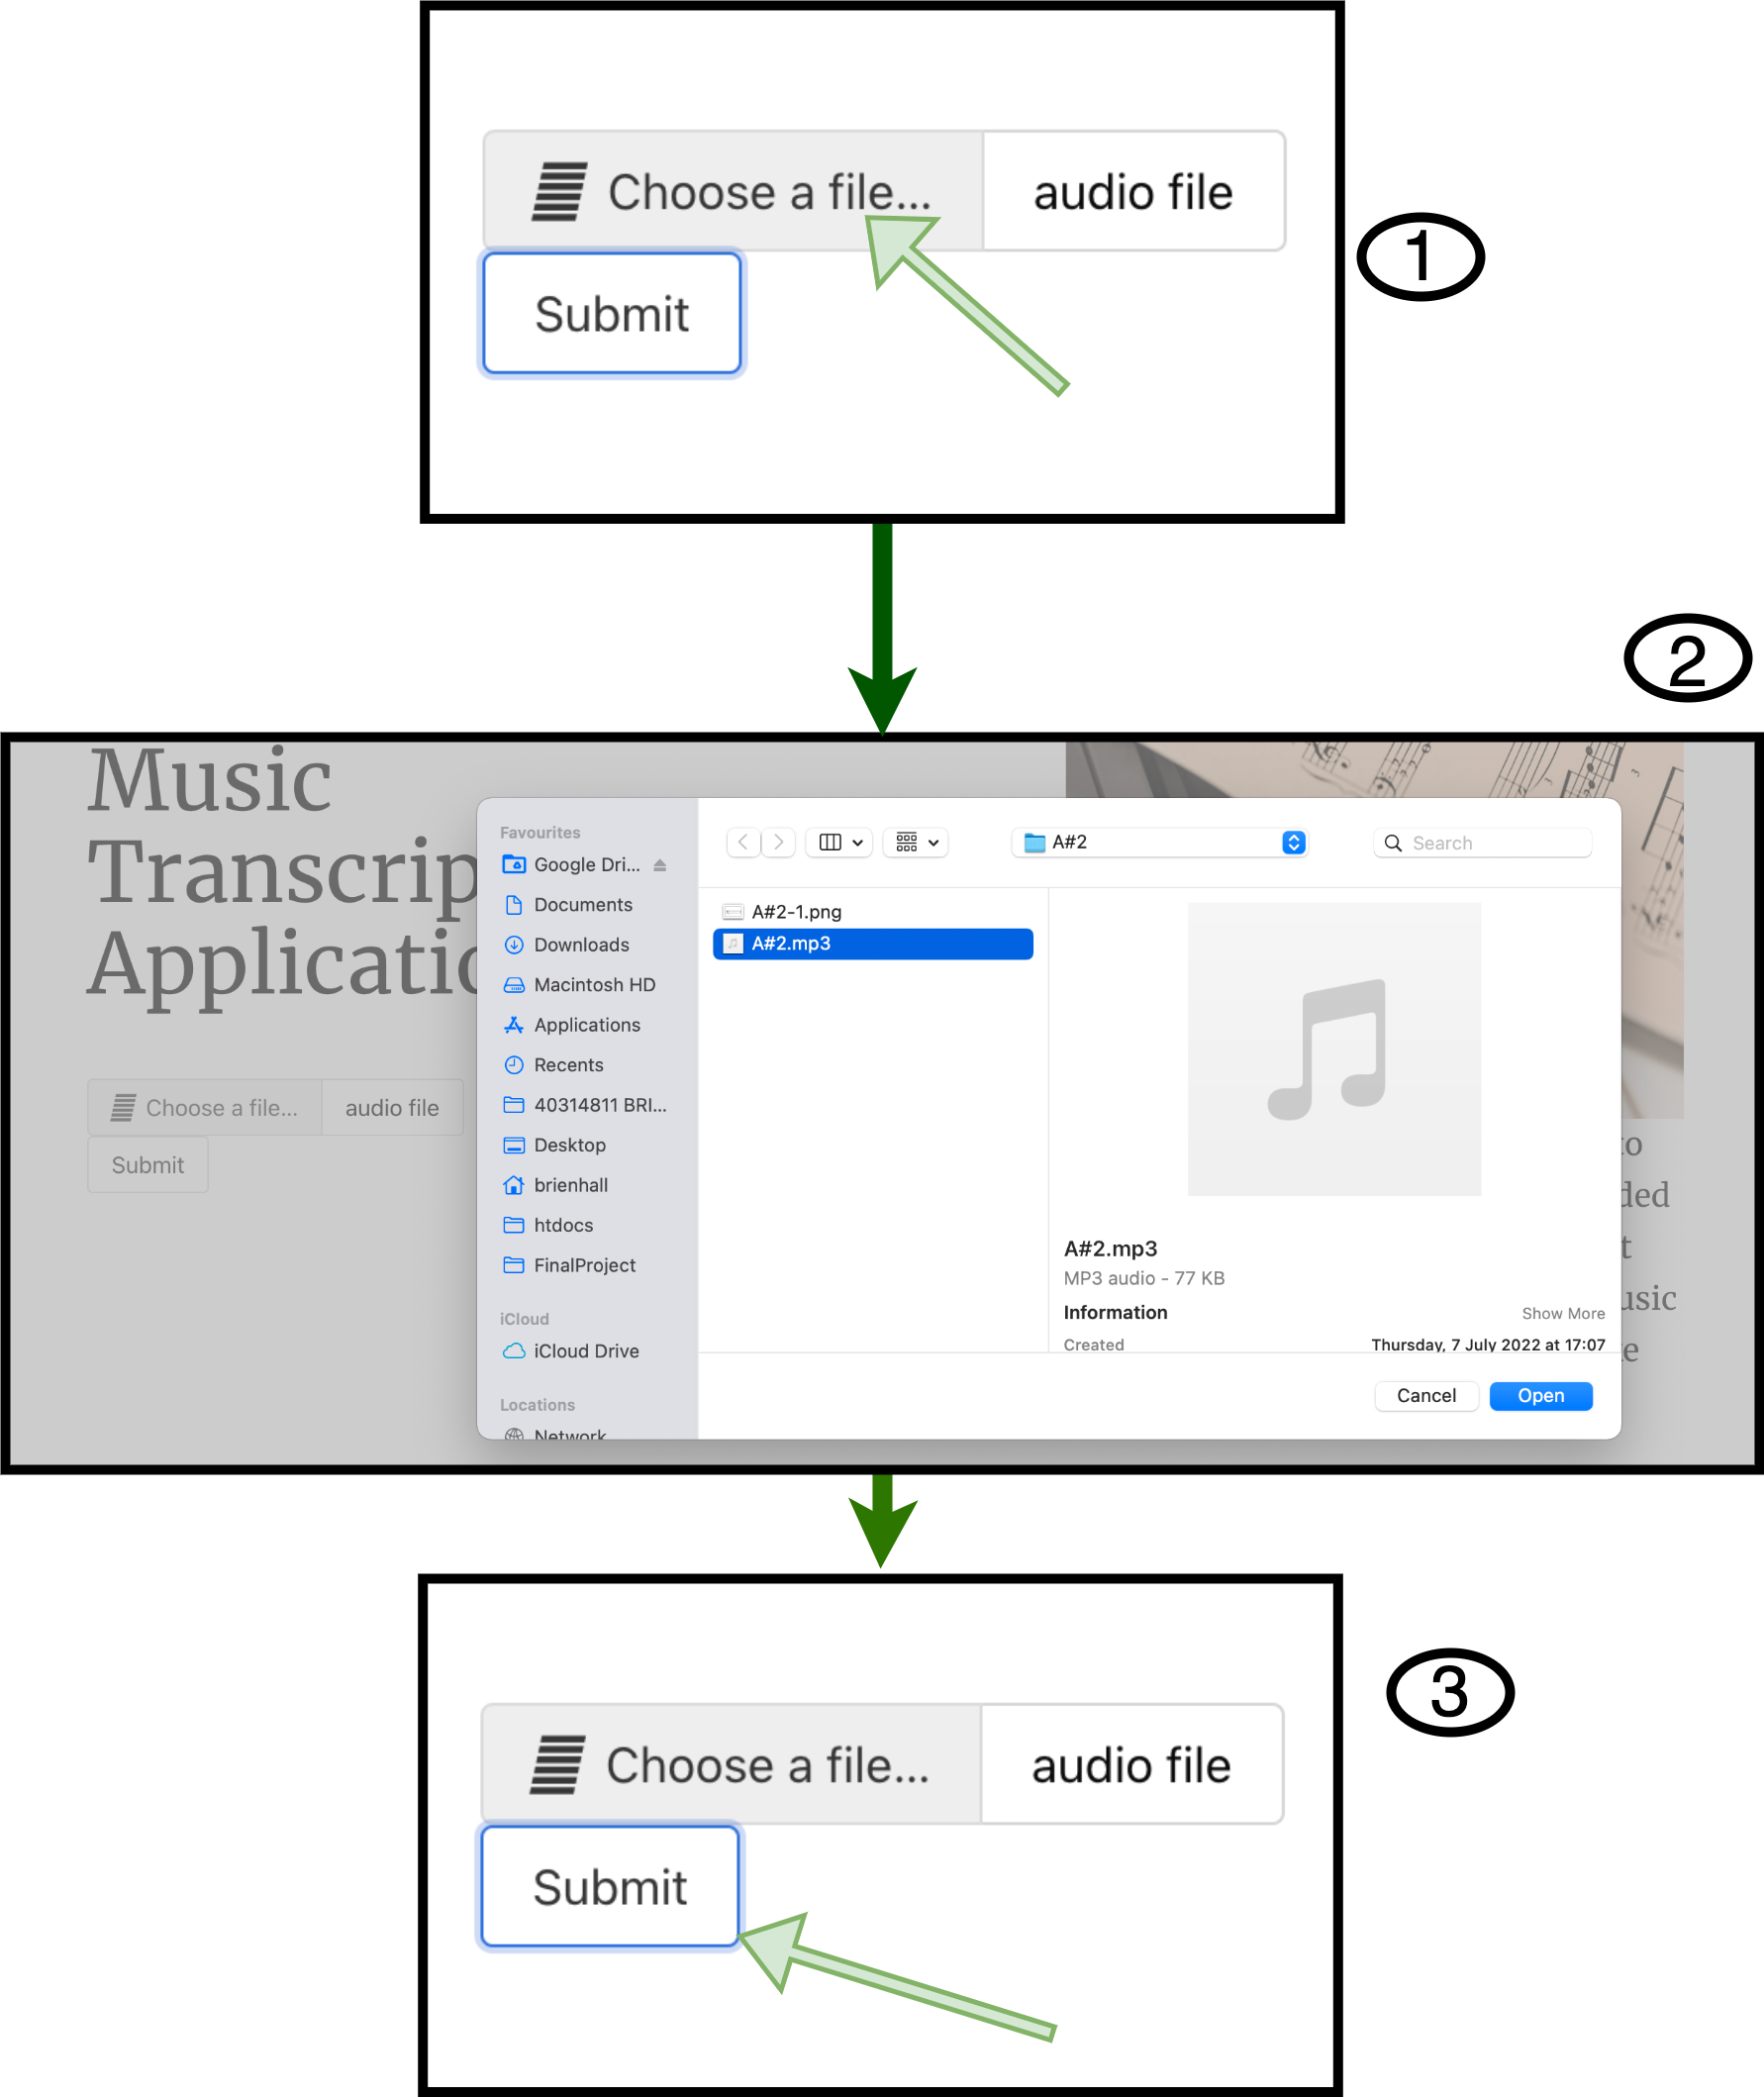 Choose a file...
audio file
Submit
1
2
Music
Transcrip
Applicatio
Choose a file...
audio file
Submit
Favourites
Google Dri...
Documents
Downloads
Macintosh HD
Applications
Recents
40314811 BRI...
Desktop
brienhall
htdocs
FinalProject
iCloud
iCloud Drive
Locations
Network
A#2
Search
A#2-1.png
A#2.mp3
A#2.mp3
MP3 audio - 77 KB
Information
Show More
Created
Thursday, 7 July 2022 at 17:07
Cancel
Open
to
ded
t
usic
e
3
Choose a file...
audio file
Submit